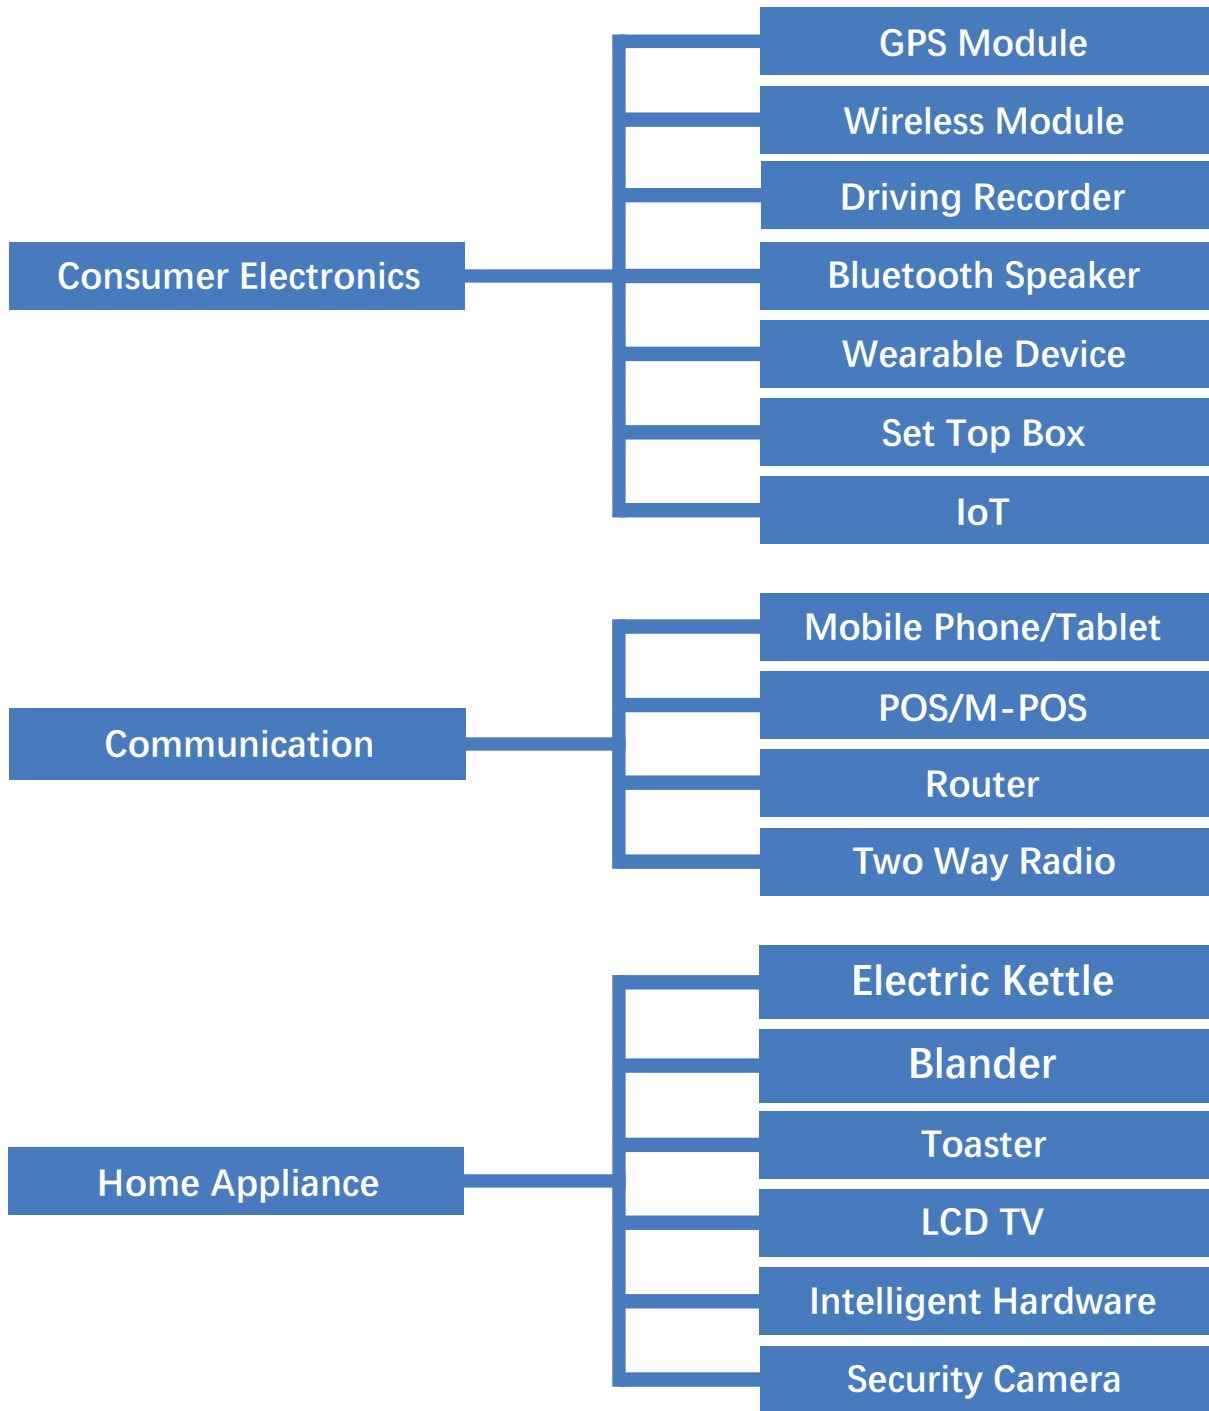 Consumer Electronics
GPS Module
Wireless Module
Driving Recorder
Bluetooth Speaker
Wearable Device
Set Top Box
IoT
Communication
Mobile Phone/Tablet
POS/M-POS
Router
Two Way Radio
Home Appliance
Electric Kettle
Blander
Toaster
LCD TV
Intelligent Hardware
Security Camera